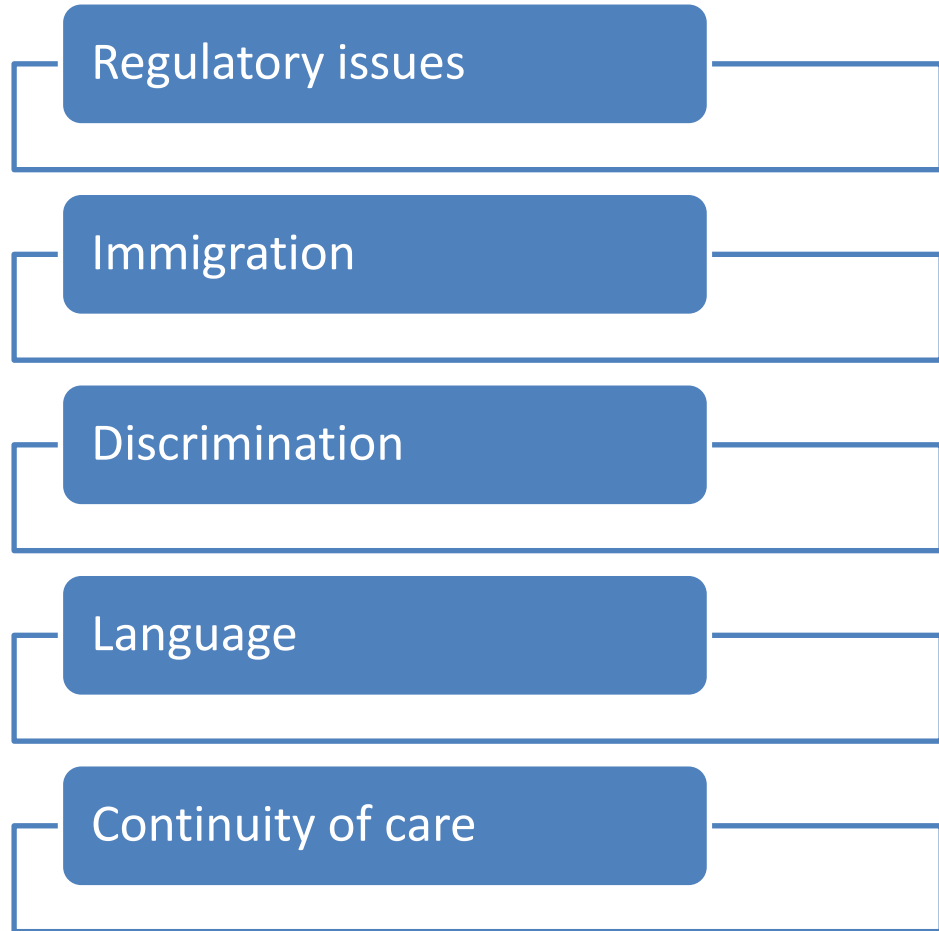 Regulatory issues
Immigration
Discrimination
Language
Continuity of care